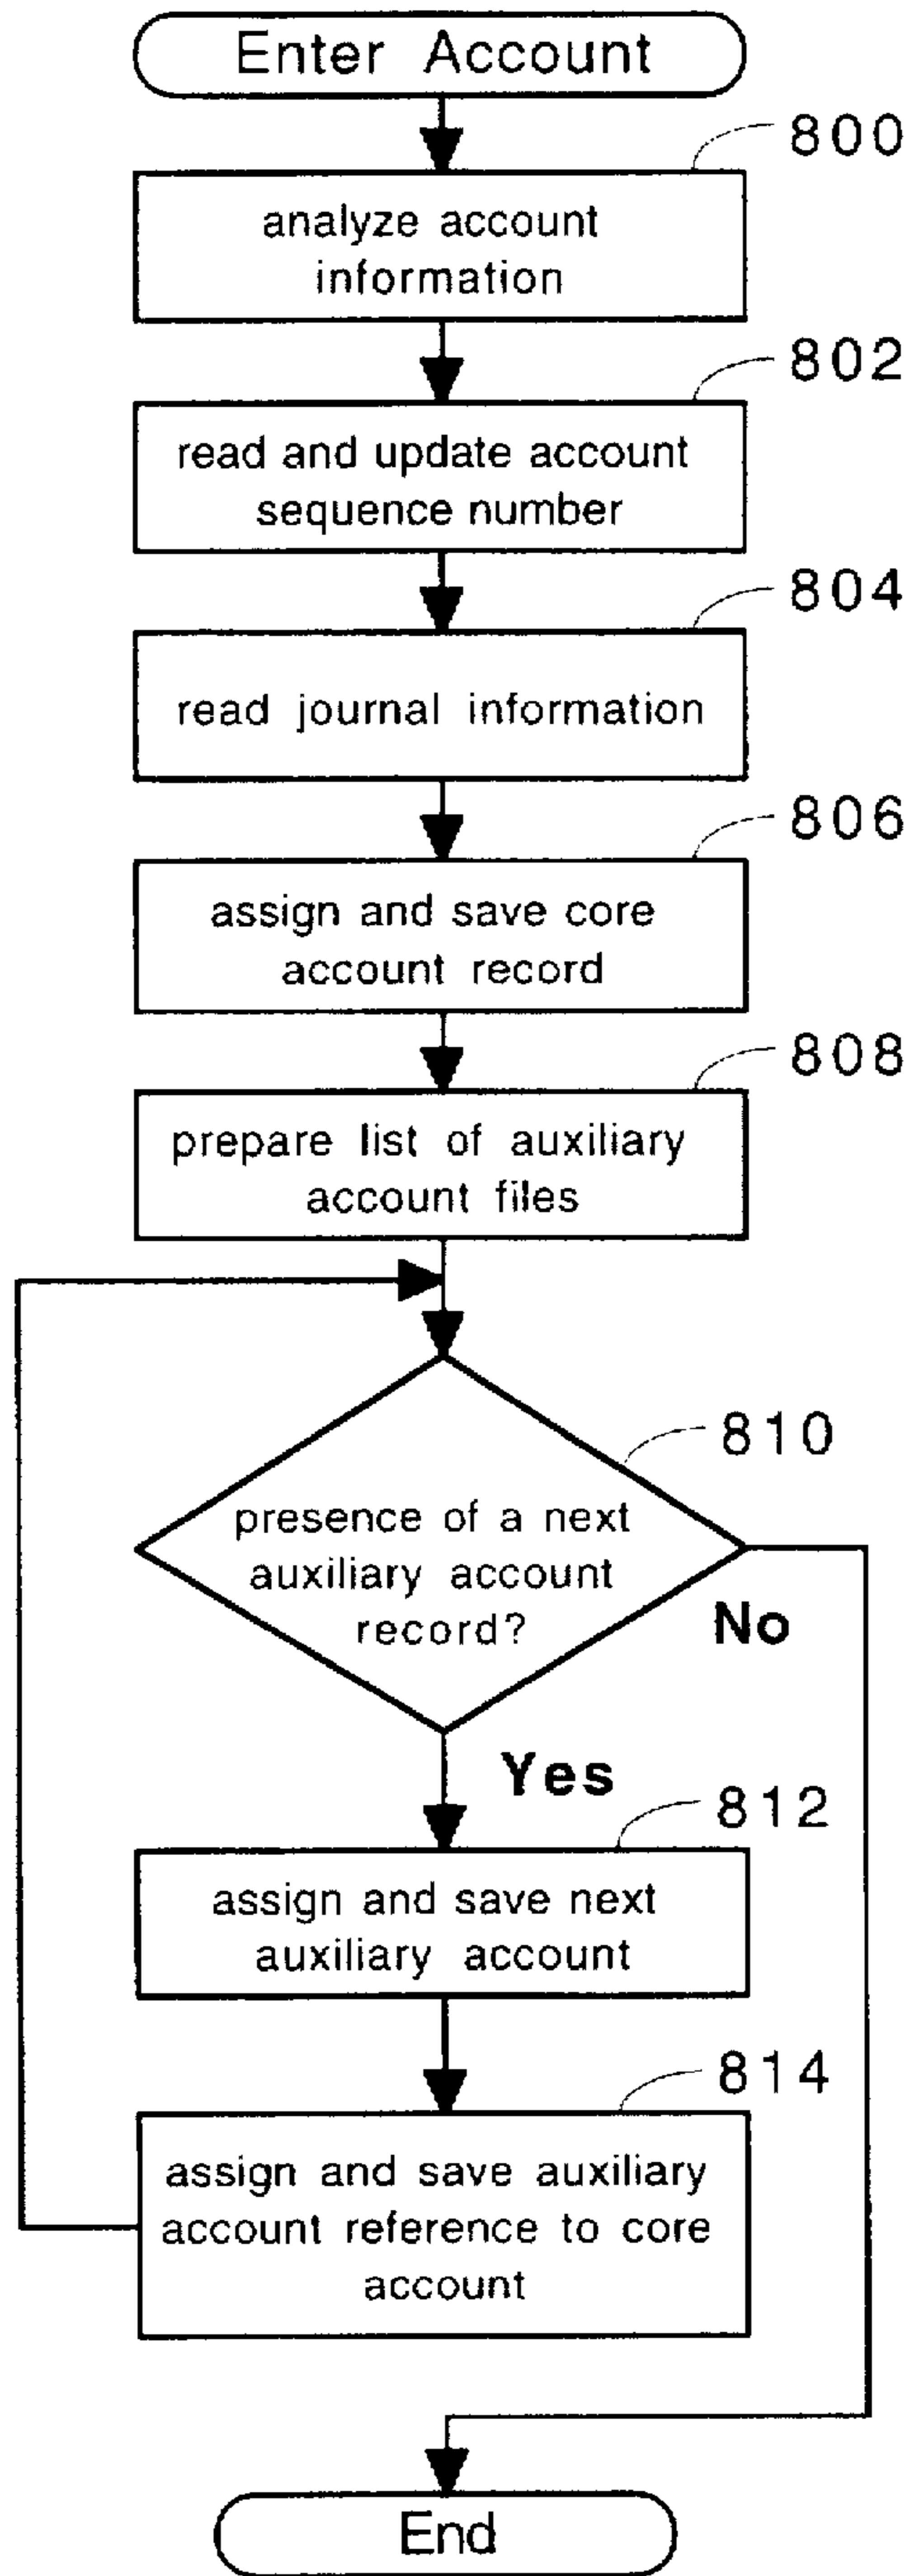 Enter Account
800
analyze account
information
802
read and update account
sequence number
804
read journal information
806
assign and save core
account record
808
prepare list of auxiliary
account files
810
presence of a next
auxiliary account
record?
No
Yes
812
assign and save next
auxiliary account
814
assign and save auxiliary
account reference to core
account
End